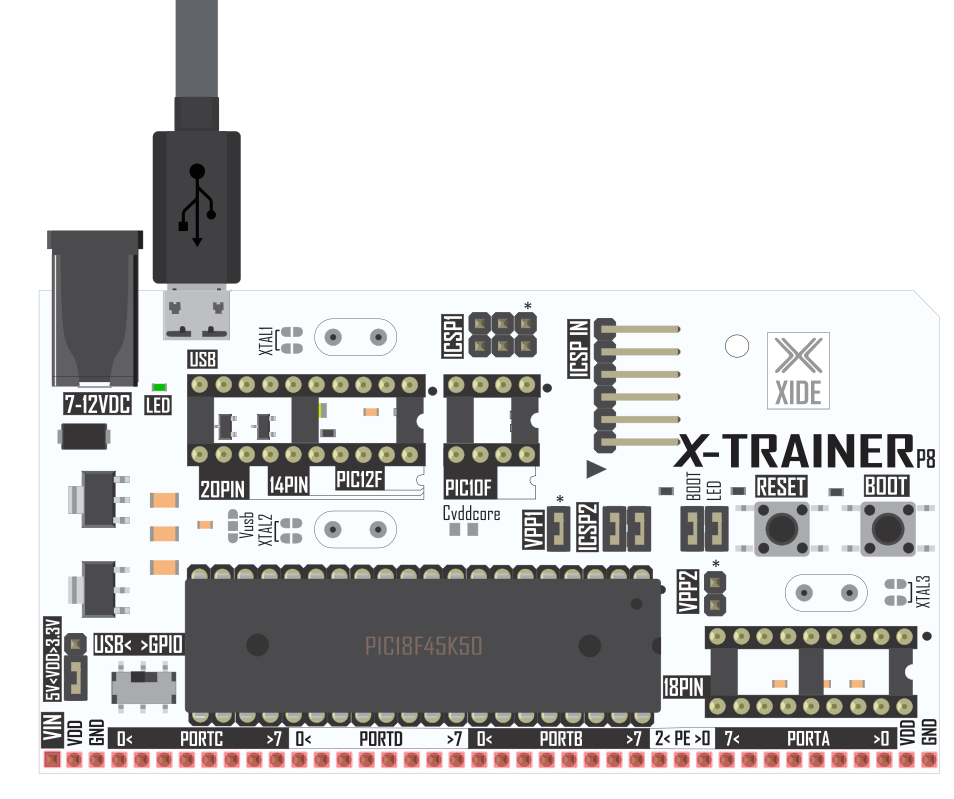 XTAL1
ICSP1
*
ICSP IN
USB
7-12VDC
LED
XIDE
X-TRAINER P8
20PIN
14PIN
PIC12F
PIC10F
BOOT
LED
RESET
BOOT
Vusb
XTAL2
Cvddcore
VPP1
*
ICSP2
VPP2
*
XTAL3
PIC18F45K50
5V<VDD>3.3V
USB< >GPIO
18PIN
VIN
VDD
GND
0< PORTC >7
0< PORTD >7
0< PORTB >7
2< PE >0
7< PORTA >0
VDD
GND